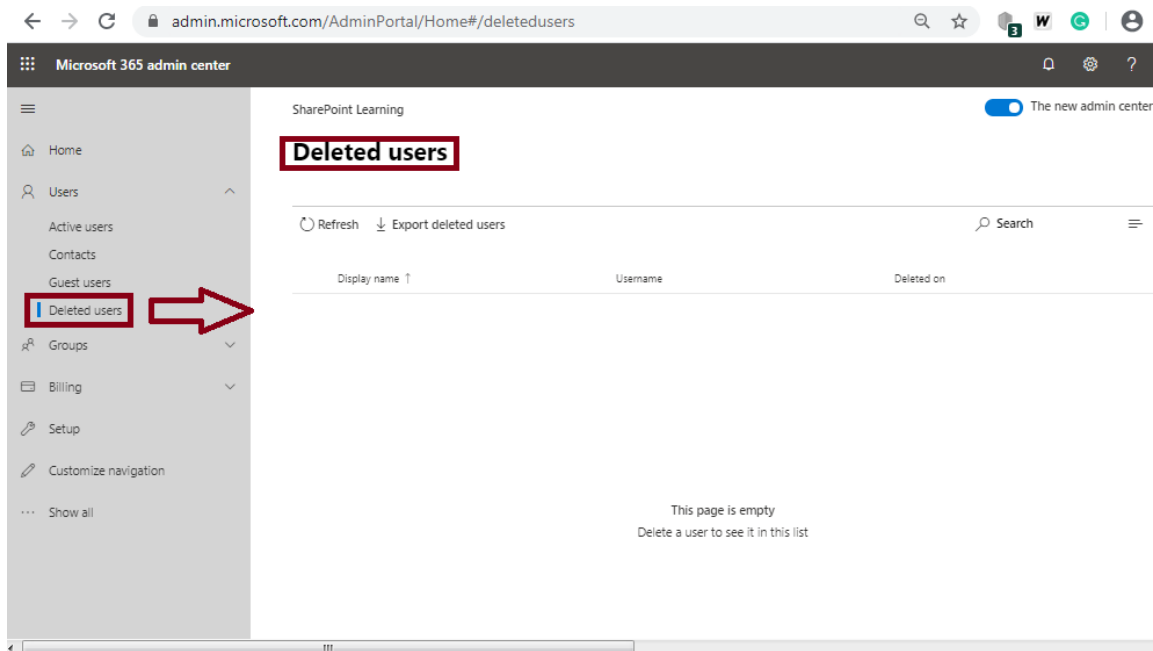 admin.microsoft.com/AdminPortal/Home#/deletedusers
3
W
G
Microsoft 365 admin center
?
SharePoint Learning
The new admin center
Home
Deleted users
Users
Active users
Contacts
Guest users
Deleted users
Groups
Billing
Setup
Customize navigation
Show all
Refresh
Export deleted users
Search
Display name ↑
Username
Deleted on
This page is empty
Delete a user to see it in this list